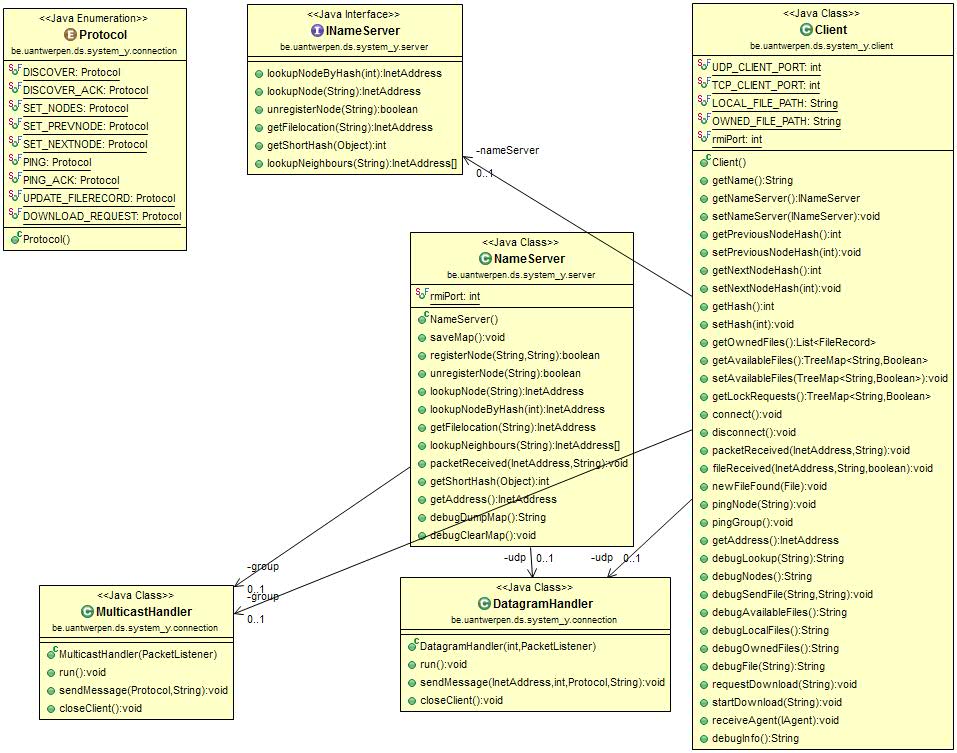 <<Java Enumeration>>
Protocol
be.uantwerpen.ds.system_y.connection
DISCOVER: Protocol
DISCOVER_ACK: Protocol
SET_NODES: Protocol
SET_PREVNODE: Protocol
SET_NEXTNODE: Protocol
PING: Protocol
PING_ACK: Protocol
UPDATE_FILERECORD: Protocol
DOWNLOAD_REQUEST: Protocol
Protocol()
<<Java Interface>>
INameServer
be.uantwerpen.ds.system_y.server
lookupNodeByHash(int):InetAddress
lookupNode(String):InetAddress
unregisterNode(String):boolean
getFilelocation(String):InetAddress
getShortHash(Object):int
lookupNeighbours(String):InetAddress[]
-nameServer
0..1
<<Java Class>>
Client
be.uantwerpen.ds.system_y.client
UDP_CLIENT_PORT: int
TCP_CLIENT_PORT: int
LOCAL_FILE_PATH: String
OWNED_FILE_PATH: String
rmiPort: int
Client()
getName():String
getNameServer():INameServer
setNameServer(INameServer):void
getPreviousNodeHash():int
setPreviousNodeHash(int):void
getNextNodeHash():int
setNextNodeHash(int):void
getHash():int
setHash(int):void
getOwnedFiles():List<FileRecord>
getAvailableFiles():TreeMap<String,Boolean>
setAvailableFiles(TreeMap<String,Boolean>):void
getLockRequests():TreeMap<String,Boolean>
connect():void
disconnect():void
packetReceived(InetAddress,String):void
fileReceived(InetAddress,String,boolean):void
newFileFound(File):void
pingNode(String):void
pingGroup():void
getAddress():InetAddress
debugLookup(String):String
debugNodes():String
debugSendFile(String,String):void
debugAvailableFiles():String
debugLocalFiles():String
debugOwnedFiles():String
debugFile(String):String
requestDownload(String):void
startDownload(String):void
receiveAgent(IAgent):void
debugInfo():String
<<Java Class>>
NameServer
be.uantwerpen.ds.system_y.server
rmiPort: int
NameServer()
saveMap():void
registerNode(String,String):boolean
unregisterNode(String):boolean
lookupNode(String):InetAddress
lookupNodeByHash(int):InetAddress
getFilelocation(String):InetAddress
lookupNeighbours(String):InetAddress[]
packetReceived(InetAddress,String):void
getShortHash(Object):int
getAddress():InetAddress
debugDumpMap():String
debugClearMap():void
-udp 0..1
-udp 0..1
-group
0..1
-group
0..1
<<Java Class>>
MulticastHandler
be.uantwerpen.ds.system_y.connection
MulticastHandler(PacketListener)
run():void
sendMessage(Protocol,String):void
closeClient():void
<<Java Class>>
DatagramHandler
be.uantwerpen.ds.system_y.connection
DatagramHandler(int,PacketListener)
run():void
sendMessage(InetAddress,int,Protocol,String):void
closeClient():void